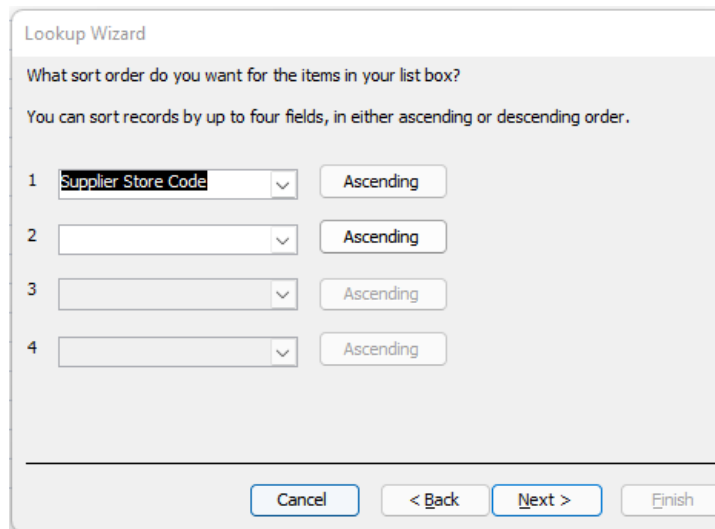 Lookup Wizard
What sort order do you want for the items in your list box?
You can sort records by up to four fields, in either ascending or descending order.
1 Supplier Store Code Ascending
2 Ascending
3 Ascending
4 Ascending
Cancel < Back Next > Finish